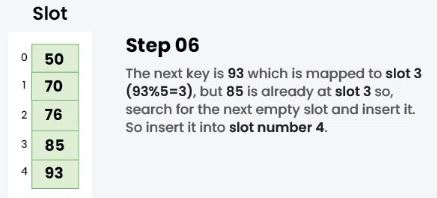 Slot
0 50
1 70
2 76
3 85
4 93
Step 06
The next key is 93 which is mapped to slot 3
(93%5=3), but 85 is already at slot 3 so,
search for the next empty slot and insert it.
So insert it into slot number 4.